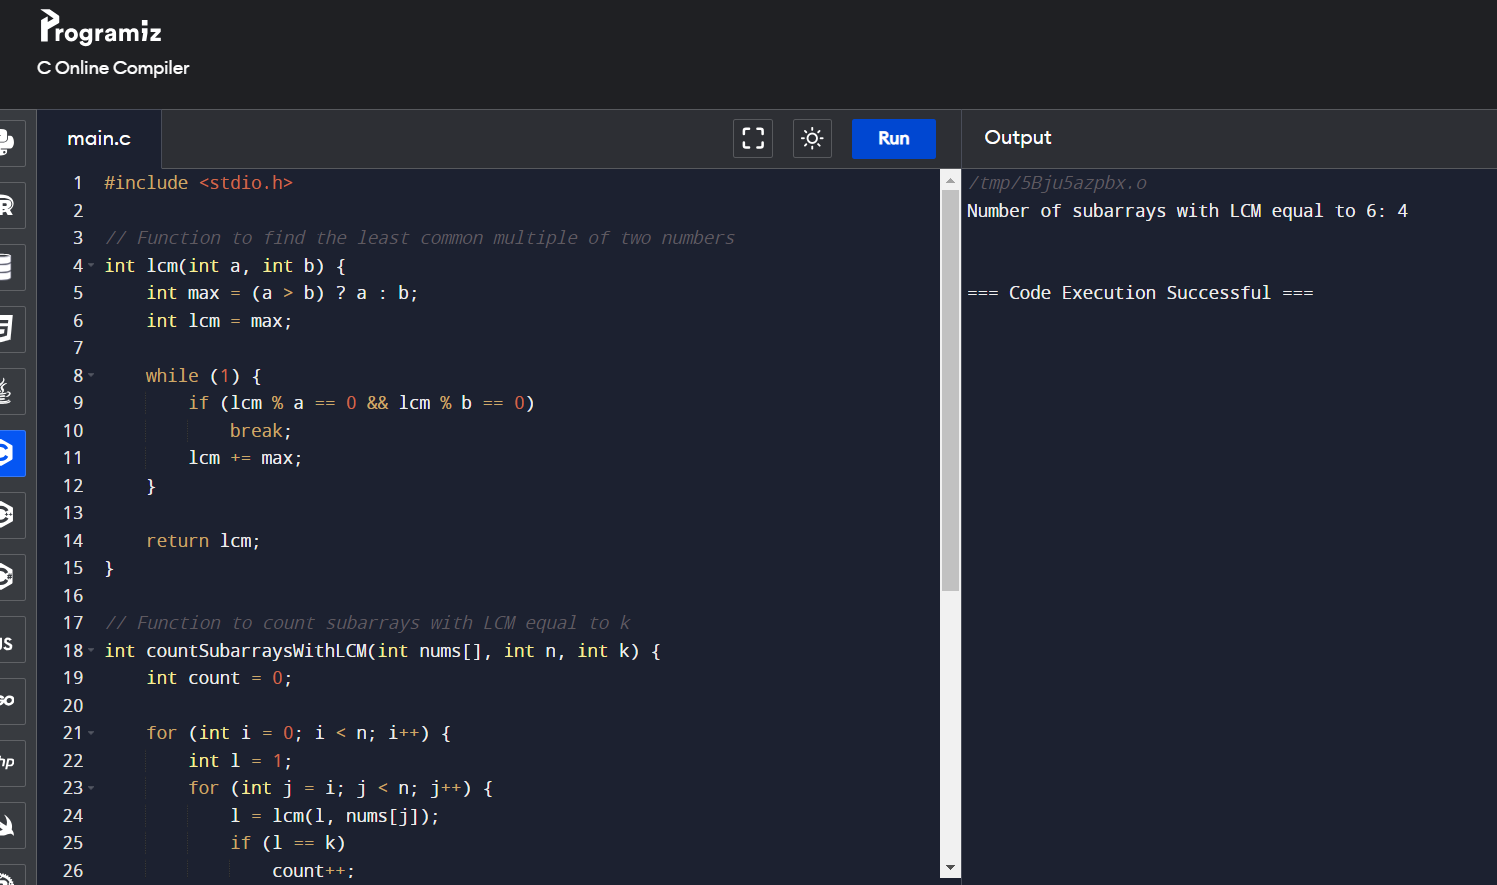 Programiz
C Online Compiler
main.c
Run
Output
1 #include <stdio.h>
2
3 // Function to find the least common multiple of two numbers
4 int lcm(int a, int b) {
5     int max = (a > b) ? a : b;
6     int lcm = max;
7
8     while (1) {
9         if (lcm % a == 0 && lcm % b == 0)
10             break;
11         lcm += max;
12     }
13
14     return lcm;
15 }
16
17 // Function to count subarrays with LCM equal to k
18 int countSubarraysWithLCM(int nums[], int n, int k) {
19     int count = 0;
20
21     for (int i = 0; i < n; i++) {
22         int l = 1;
23         for (int j = i; j < n; j++) {
24             l = lcm(l, nums[j]);
25             if (l == k)
26                 count++;
/tmp/5Bju5azpbx.o
Number of subarrays with LCM equal to 6: 4
=== Code Execution Successful ===